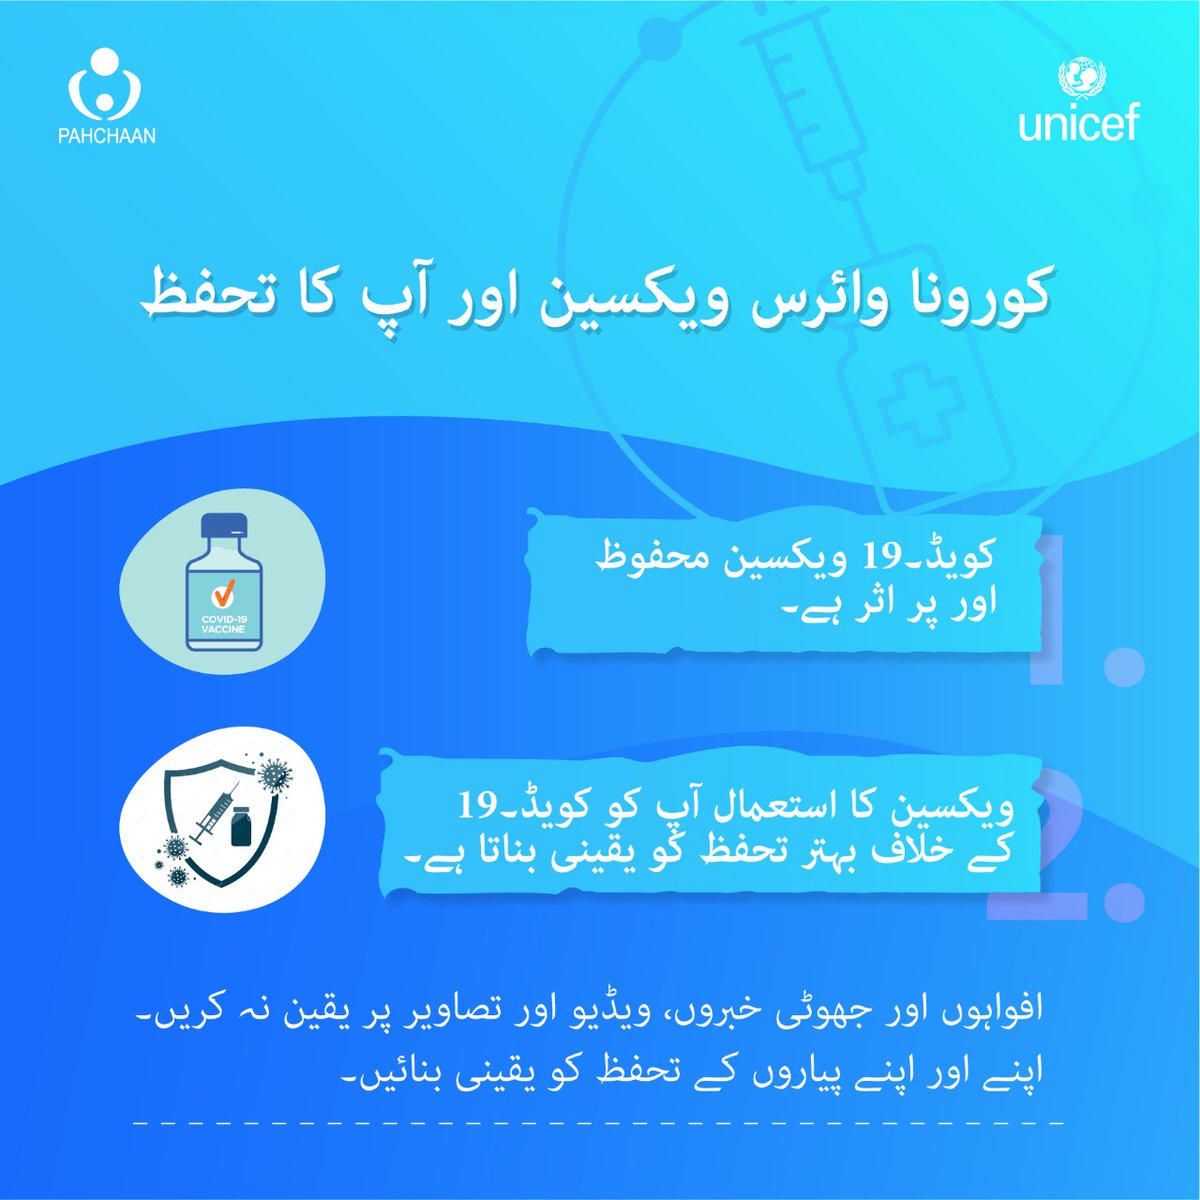 PAHCHAAN
unicef
کورونا وائرس ویکسین اور آپ کا تحفظ
COVID-19
VACCINE
1.
کویڈ۔19 ویکسین محفوظ
اور پر اثر ہے۔
2.
ویکسین کا استعمال آپ کو کویڈ۔19
کے خلاف بہتر تحفظ کو یقینی بناتا ہے۔
افواہوں اور جھوٹی خبروں، ویڈیو اور تصاویر پر یقین نہ کریں۔
اپنے اور اپنے پیاروں کے تحفظ کو یقینی بنائیں۔